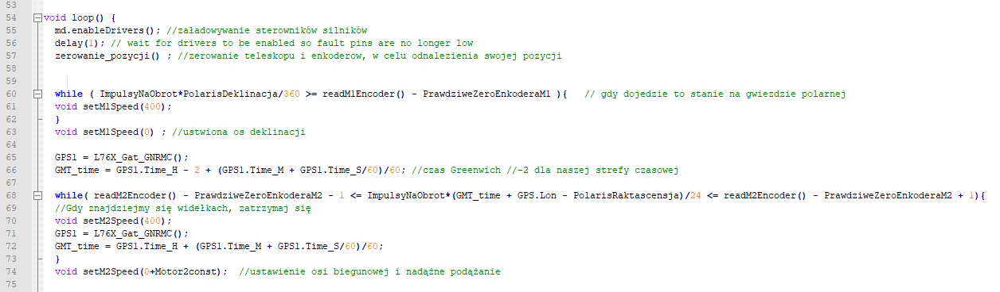 53
54 void loop() {
55 md.enableDrivers(); //załadowywanie sterowników silników
56 delay(1); // wait for drivers to be enabled so fault pins are no longer low
57 zerowanie_pozycji() ; //zerowanie teleskopu i enkoderow, w celu odnalezienia swojej pozycji
58
59
60 while ( ImpulsyNaObrot*PolarisDeklinacja/360 >= readM1Encoder() - PrawdziweZeroEnkoderaM1 ){ // gdy dojedzie to stanie na gwiezdzie polarnej
61 void setM1Speed(400);
62 }
63 void setM1Speed(0) ; //ustwiona os deklinacji
64
65 GPS1 = L76X_Gat_GNRMC();
66 GMT_time = GPS1.Time_H - 2 + (GPS1.Time_M + GPS1.Time_S/60)/60; //czas Greenwich //-2 dla naszej strefy czasowej
67
68 while( readM2Encoder() - PrawdziweZeroEnkoderaM2 - 1 <= ImpulsyNaObrot*(GMT_time + GPS.Lon - PolarisRaktascensja)/24 <= readM2Encoder() - PrawdziweZeroEnkoderaM2 + 1){
69 //Gdy znajdziejmy się widełkach, zatrzymaj się
70 void setM2Speed(400);
71 GPS1 = L76X_Gat_GNRMC();
72 GMT_time = GPS1.Time_H + (GPS1.Time_M + GPS1.Time_S/60)/60;
73 }
74 void setM2Speed(0+Motor2const); //ustawienie osi biegunowej i nadążne podążanie
75